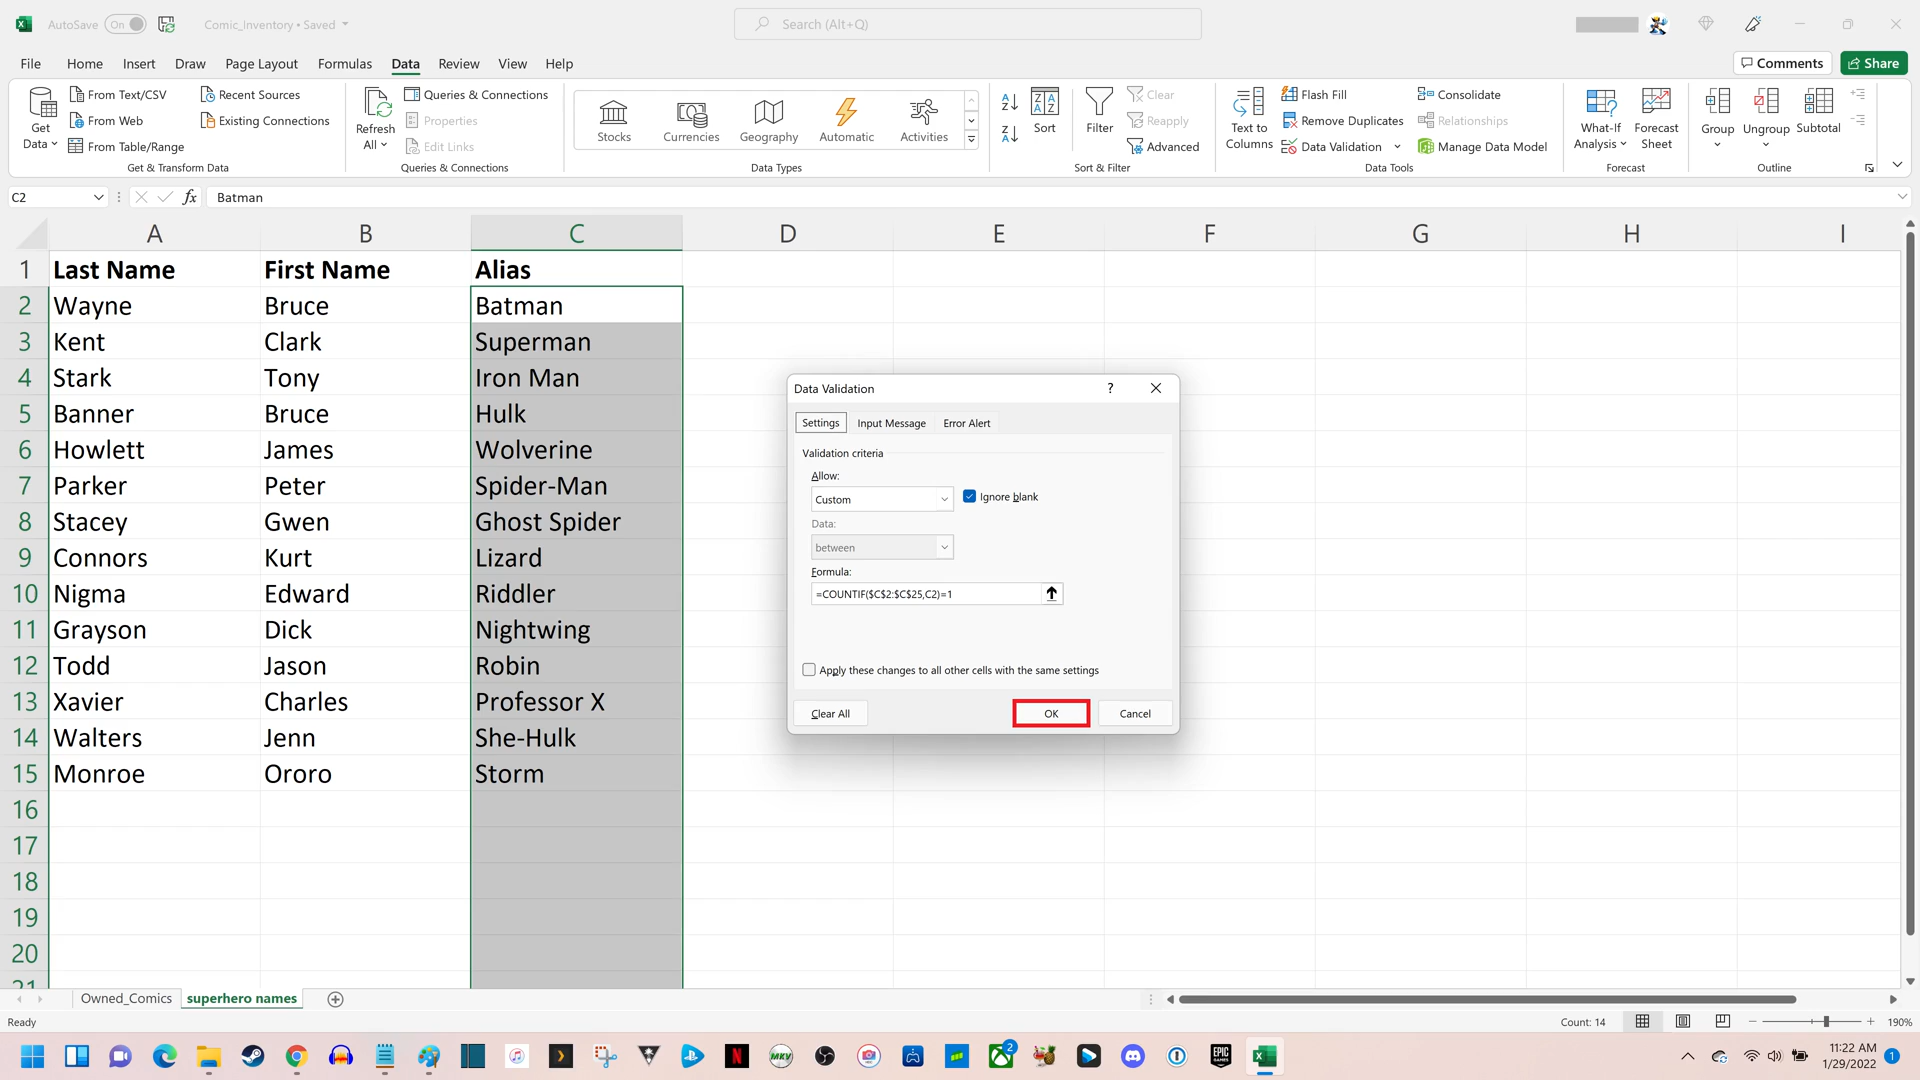 AutoSave On Comic_Inventory • Saved Search (Alt+Q)
File Home Insert Draw Page Layout Formulas Data Review View Help Comments Share
Get Data From Text/CSV From Web From Table/Range Recent Sources Existing Connections
Get & Transform Data
Refresh All Queries & Connections Properties Edit Links
Queries & Connections
Stocks Currencies Geography Automatic Activities
Data Types
Sort Filter Clear Reapply Advanced
Sort & Filter
Text to Columns Flash Fill Remove Duplicates Data Validation Consolidate Relationships Manage Data Model
Data Tools
What-If Analysis Forecast Sheet
Forecast
Group Ungroup Subtotal
Outline
C2 fx Batman
A B C D E F G H I
1 Last Name First Name Alias
2 Wayne Bruce Batman
3 Kent Clark Superman
4 Stark Tony Iron Man
5 Banner Bruce Hulk
6 Howlett James Wolverine
7 Parker Peter Spider-Man
8 Stacey Gwen Ghost Spider
9 Connors Kurt Lizard
10 Nigma Edward Riddler
11 Grayson Dick Nightwing
12 Todd Jason Robin
13 Xavier Charles Professor X
14 Walters Jenn She-Hulk
15 Monroe Ororo Storm
16
17
18
19
20
21
Data Validation ?
Settings Input Message Error Alert
Validation criteria
Allow:
Custom Ignore blank
Data:
between
Formula:
=COUNTIF($C$2:$C$25,C2)=1
Apply these changes to all other cells with the same settings
Clear All OK Cancel
Owned_Comics superhero names
Ready Count: 14 190%
N MKV EPIC GAMES 2
11:22 AM
1/29/2022 1